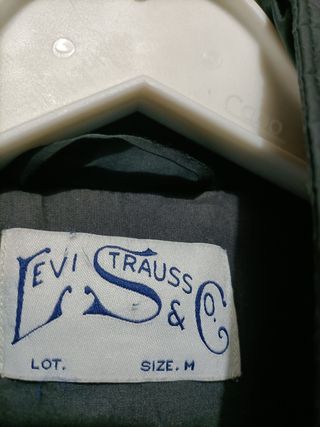 LEVI STRAUSS
& CO.
LOT. SIZE. M